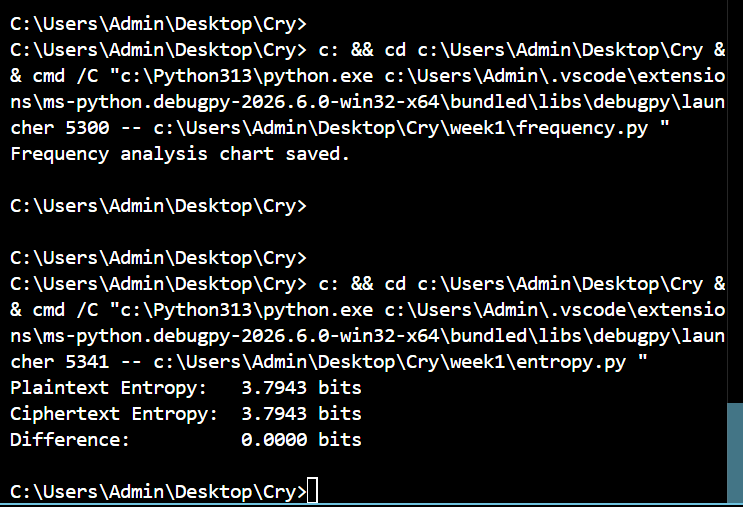 C:\Users\Admin\Desktop\Cry>
C:\Users\Admin\Desktop\Cry> c: && cd c:\Users\Admin\Desktop\Cry &
& cmd /C "c:\Python313\python.exe c:\Users\Admin\.vscode\extensio
ns\ms-python.debugpy-2026.6.0-win32-x64\bundled\libs\debugpy\laun
cher 5300 -- c:\Users\Admin\Desktop\Cry\week1\frequency.py "
Frequency analysis chart saved.
C:\Users\Admin\Desktop\Cry>
C:\Users\Admin\Desktop\Cry>
C:\Users\Admin\Desktop\Cry> c: && cd c:\Users\Admin\Desktop\Cry &
& cmd /C "c:\Python313\python.exe c:\Users\Admin\.vscode\extensio
ns\ms-python.debugpy-2026.6.0-win32-x64\bundled\libs\debugpy\laun
cher 5341 -- c:\Users\Admin\Desktop\Cry\week1\entropy.py "
Plaintext Entropy:   3.7943 bits
Ciphertext Entropy:  3.7943 bits
Difference:          0.0000 bits
C:\Users\Admin\Desktop\Cry>